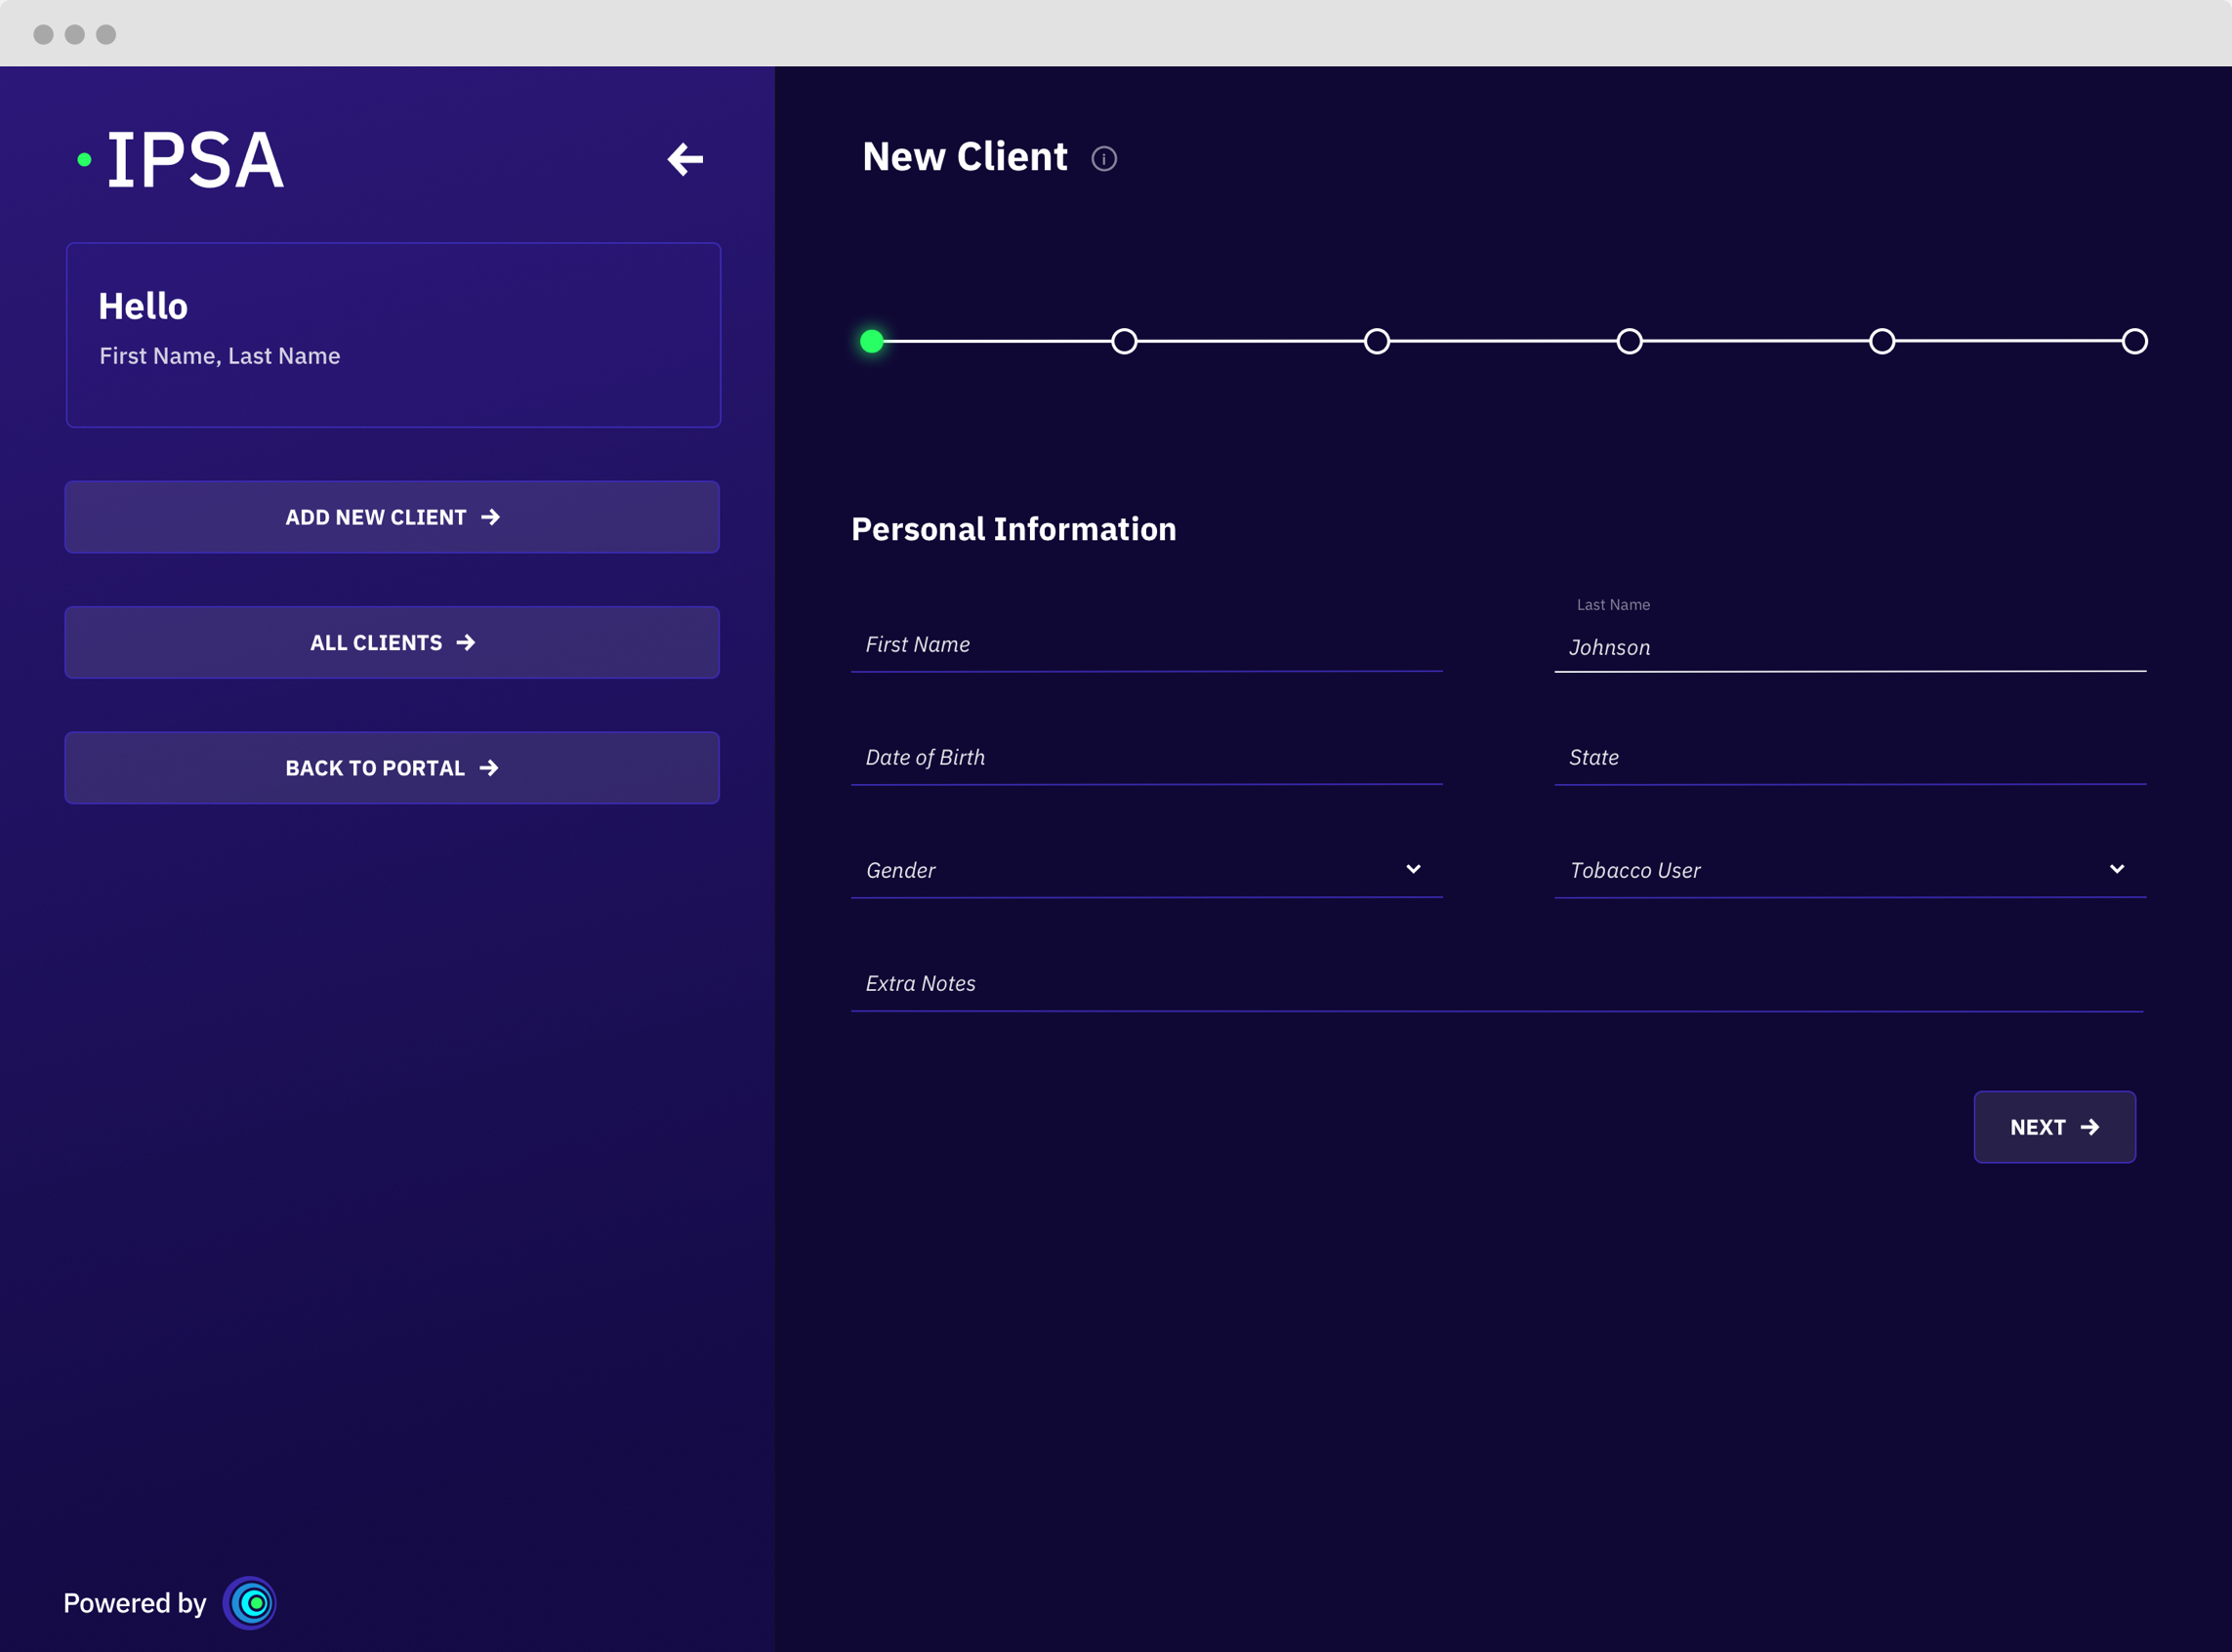 IPSA
Hello
First Name, Last Name
ADD NEW CLIENT
ALL CLIENTS
BACK TO PORTAL
Powered by
New Client
Personal Information
First Name
Last Name
Johnson
Date of Birth
State
Gender
Tobacco User
Extra Notes
NEXT